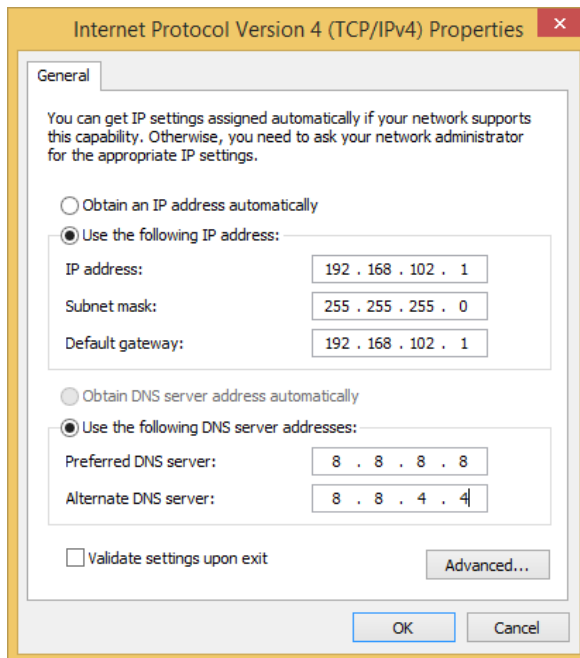 Internet Protocol Version 4 (TCP/IPv4) Properties
General
You can get IP settings assigned automatically if your network supports
this capability. Otherwise, you need to ask your network administrator
for the appropriate IP settings.
Obtain an IP address automatically
Use the following IP address:
IP address: 192 . 168 . 102 . 1
Subnet mask: 255 . 255 . 255 . 0
Default gateway: 192 . 168 . 102 . 1
Obtain DNS server address automatically
Use the following DNS server addresses:
Preferred DNS server: 8 . 8 . 8 . 8
Alternate DNS server: 8 . 8 . 4 . 4
Validate settings upon exit
Advanced...
OK Cancel